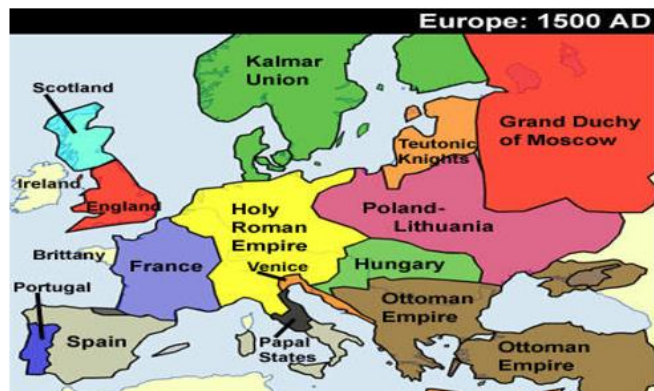 Europe: 1500 AD
Kalmar
Union
Scotland
Grand Duchy
of Moscow
Teutonic
Knights
Ireland
England
Holy
Roman
Empire
Poland-
Lithuania
Brittany
France
Venice
Hungary
Portugal
Ottoman
Empire
Spain
Papal
States
Ottoman
Empire